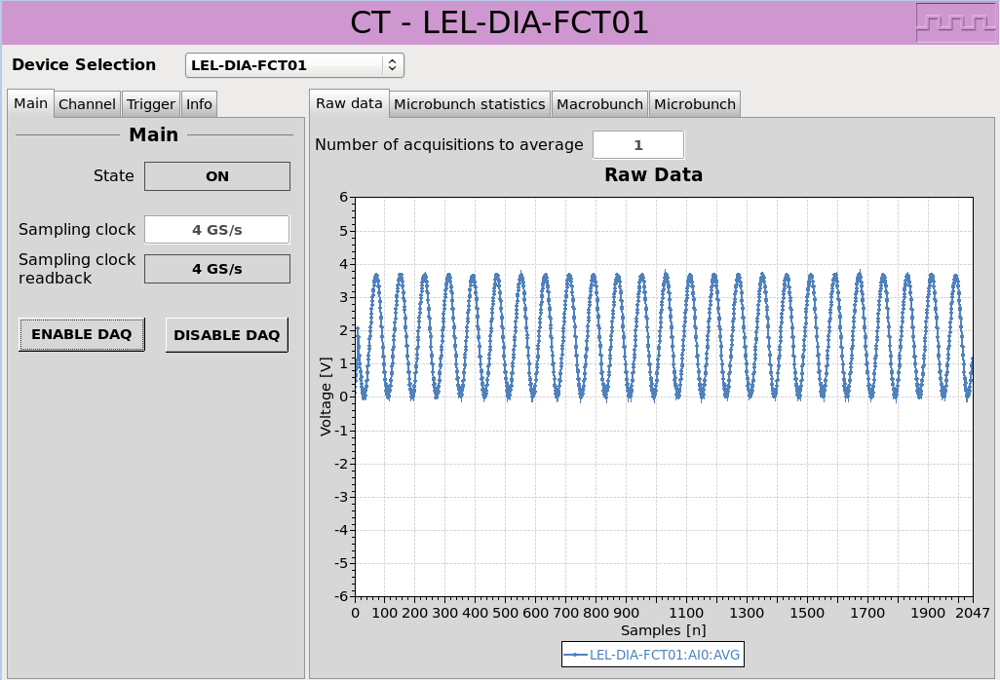 CT - LEL-DIA-FCT01
Device Selection
LEL-DIA-FCT01
Main Channel Trigger Info
Main
State ON
Sampling clock 4 GS/s
Sampling clock
readback
4 GS/s
ENABLE DAQ DISABLE DAQ
Raw data Microbunch statistics Macrobunch Microbunch
Number of acquisitions to average 1
Raw Data
Voltage [V]
6
5
4
3
2
1
0
-1
-2
-3
-4
-5
-6
0 100 200 300 400 500 600 700 800 900 1100 1300 1500 1700 1900 2047
Samples [n]
LEL-DIA-FCT01:AI0:AVG